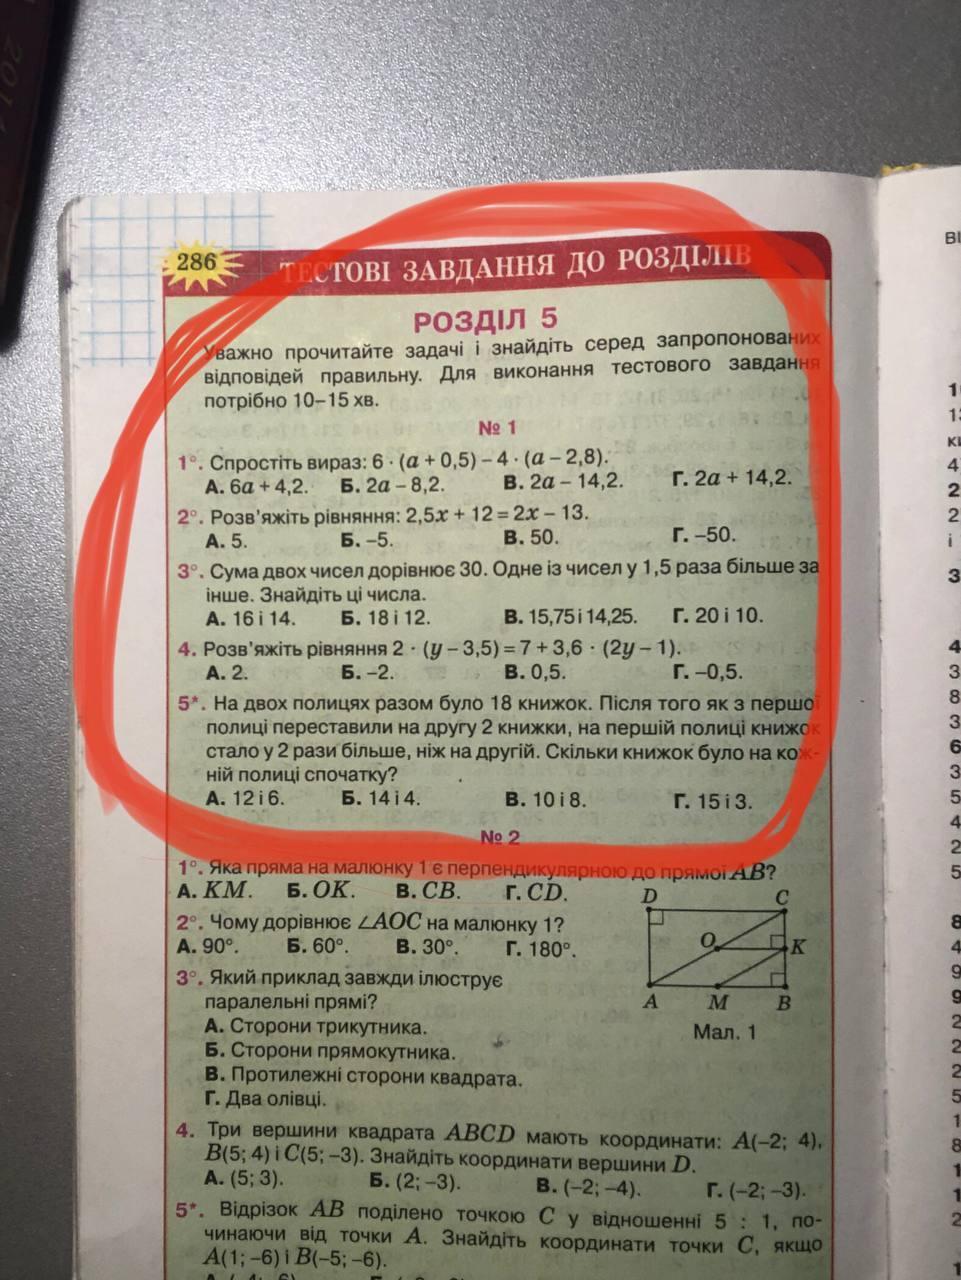 286 ТЕСТОВІ ЗАВДАННЯ ДО РОЗДІЛІВ
РОЗДІЛ 5
Уважно прочитайте задачі і знайдіть серед запропонованих
відповідей правильну. Для виконання тестового завдання
потрібно 10–15 хв.
№ 1
1°. Спростіть вираз: 6 · (a + 0,5) – 4 · (a – 2,8).
А. 6a + 4,2. Б. 2a – 8,2. В. 2a – 14,2. Г. 2a + 14,2.
2°. Розв'яжіть рівняння: 2,5x + 12 = 2x – 13.
А. 5. Б. –5. В. 50. Г. –50.
3°. Сума двох чисел дорівнює 30. Одне із чисел у 1,5 раза більше за
інше. Знайдіть ці числа.
А. 16 і 14. Б. 18 і 12. В. 15,75 і 14,25. Г. 20 і 10.
4. Розв'яжіть рівняння 2 · (y – 3,5) = 7 + 3,6 · (2y – 1).
А. 2. Б. –2. В. 0,5. Г. –0,5.
5*. На двох полицях разом було 18 книжок. Після того як з першої
полиці переставили на другу 2 книжки, на першій полиці книжок
стало у 2 рази більше, ніж на другій. Скільки книжок було на кож-
ній полиці спочатку?
А. 12 і 6. Б. 14 і 4. В. 10 і 8. Г. 15 і 3.
№ 2
1°. Яка пряма на малюнку 1 є перпендикулярною до прямої AB?
А. KM. Б. OK. В. CB. Г. CD.
2°. Чому дорівнює ∠AOC на малюнку 1?
А. 90°. Б. 60°. В. 30°. Г. 180°.
3°. Який приклад завжди ілюструє
паралельні прямі?
А. Сторони трикутника.
Б. Сторони прямокутника.
В. Протилежні сторони квадрата.
Г. Два олівці.
D C
O K
A M B
Мал. 1
4. Три вершини квадрата ABCD мають координати: A(–2; 4),
B(5; 4) і C(5; –3). Знайдіть координати вершини D.
А. (5; 3). Б. (2; –3). В. (–2; –4). Г. (–2; –3).
5*. Відрізок AB поділено точкою C у відношенні 5 : 1, по-
чинаючи від точки A. Знайдіть координати точки C, якщо
A(1; –6) і B(–5; –6).